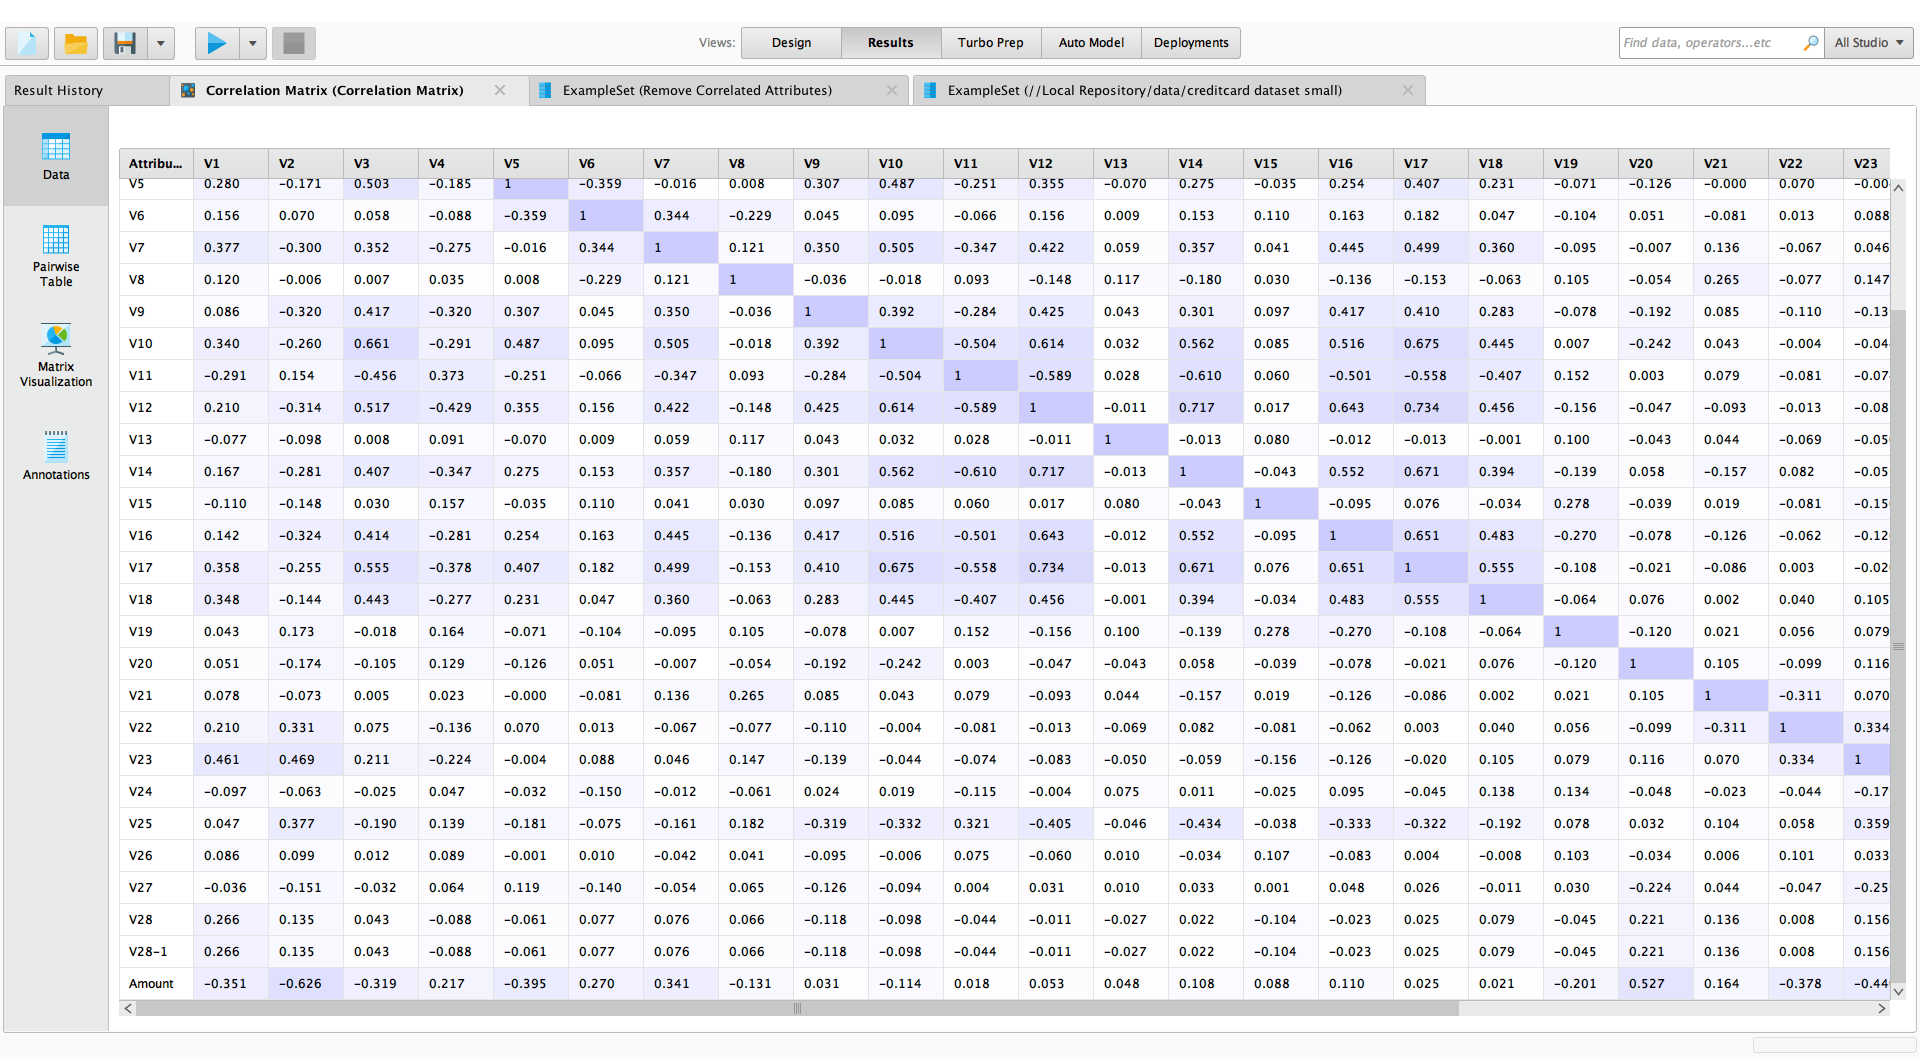 Views: Design Results Turbo Prep Auto Model Deployments Find data, operators...etc All Studio
Result History Correlation Matrix (Correlation Matrix) ExampleSet (Remove Correlated Attributes) ExampleSet (//Local Repository/data/creditcard dataset small)
Data
Pairwise
Table
Matrix
Visualization
Annotations
Attribu... V1 V2 V3 V4 V5 V6 V7 V8 V9 V10 V11 V12 V13 V14 V15 V16 V17 V18 V19 V20 V21 V22 V23
V5 0.280 -0.171 0.503 -0.185 1 -0.359 -0.016 0.008 0.307 0.487 -0.251 0.355 -0.070 0.275 -0.035 0.254 0.407 0.231 -0.071 -0.126 -0.000 0.070 -0.00
V6 0.156 0.070 0.058 -0.088 -0.359 1 0.344 -0.229 0.045 0.095 -0.066 0.156 0.009 0.153 0.110 0.163 0.182 0.047 -0.104 0.051 -0.081 0.013 0.088
V7 0.377 -0.300 0.352 -0.275 -0.016 0.344 1 0.121 0.350 0.505 -0.347 0.422 0.059 0.357 0.041 0.445 0.499 0.360 -0.095 -0.007 0.136 -0.067 0.046
V8 0.120 -0.006 0.007 0.035 0.008 -0.229 0.121 1 -0.036 -0.018 0.093 -0.148 0.117 -0.180 0.030 -0.136 -0.153 -0.063 0.105 -0.054 0.265 -0.077 0.147
V9 0.086 -0.320 0.417 -0.320 0.307 0.045 0.350 -0.036 1 0.392 -0.284 0.425 0.043 0.301 0.097 0.417 0.410 0.283 -0.078 -0.192 0.085 -0.110 -0.13
V10 0.340 -0.260 0.661 -0.291 0.487 0.095 0.505 -0.018 0.392 1 -0.504 0.614 0.032 0.562 0.085 0.516 0.675 0.445 0.007 -0.242 0.043 -0.004 -0.04
V11 -0.291 0.154 -0.456 0.373 -0.251 -0.066 -0.347 0.093 -0.284 -0.504 1 -0.589 0.028 -0.610 0.060 -0.501 -0.558 -0.407 0.152 0.003 0.079 -0.081 -0.07
V12 0.210 -0.314 0.517 -0.429 0.355 0.156 0.422 -0.148 0.425 0.614 -0.589 1 -0.011 0.717 0.017 0.643 0.734 0.456 -0.156 -0.047 -0.093 -0.013 -0.08
V13 -0.077 -0.098 0.008 0.091 -0.070 0.009 0.059 0.117 0.043 0.032 0.028 -0.011 1 -0.013 0.080 -0.012 -0.013 -0.001 0.100 -0.043 0.044 -0.069 -0.05
V14 0.167 -0.281 0.407 -0.347 0.275 0.153 0.357 -0.180 0.301 0.562 -0.610 0.717 -0.013 1 -0.043 0.552 0.671 0.394 -0.139 0.058 -0.157 0.082 -0.05
V15 -0.110 -0.148 0.030 0.157 -0.035 0.110 0.041 0.030 0.097 0.085 0.060 0.017 0.080 -0.043 1 -0.095 0.076 -0.034 0.278 -0.039 0.019 -0.081 -0.15
V16 0.142 -0.324 0.414 -0.281 0.254 0.163 0.445 -0.136 0.417 0.516 -0.501 0.643 -0.012 0.552 -0.095 1 0.651 0.483 -0.270 -0.078 -0.126 -0.062 -0.12
V17 0.358 -0.255 0.555 -0.378 0.407 0.182 0.499 -0.153 0.410 0.675 -0.558 0.734 -0.013 0.671 0.076 0.651 1 0.555 -0.108 -0.021 -0.086 0.003 -0.02
V18 0.348 -0.144 0.443 -0.277 0.231 0.047 0.360 -0.063 0.283 0.445 -0.407 0.456 -0.001 0.394 -0.034 0.483 0.555 1 -0.064 0.076 0.002 0.040 0.105
V19 0.043 0.173 -0.018 0.164 -0.071 -0.104 -0.095 0.105 -0.078 0.007 0.152 -0.156 0.100 -0.139 0.278 -0.270 -0.108 -0.064 1 -0.120 0.021 0.056 0.079
V20 0.051 -0.174 -0.105 0.129 -0.126 0.051 -0.007 -0.054 -0.192 -0.242 0.003 -0.047 -0.043 0.058 -0.039 -0.078 -0.021 0.076 -0.120 1 0.105 -0.099 0.116
V21 0.078 -0.073 0.005 0.023 -0.000 -0.081 0.136 0.265 0.085 0.043 0.079 -0.093 0.044 -0.157 0.019 -0.126 -0.086 0.002 0.021 0.105 1 -0.311 0.070
V22 0.210 0.331 0.075 -0.136 0.070 0.013 -0.067 -0.077 -0.110 -0.004 -0.081 -0.013 -0.069 0.082 -0.081 -0.062 0.003 0.040 0.056 -0.099 -0.311 1 0.334
V23 0.461 0.469 0.211 -0.224 -0.004 0.088 0.046 0.147 -0.139 -0.044 -0.074 -0.083 -0.050 -0.059 -0.156 -0.126 -0.020 0.105 0.079 0.116 0.070 0.334 1
V24 -0.097 -0.063 -0.025 0.047 -0.032 -0.150 -0.012 -0.061 0.024 0.019 -0.115 -0.004 0.075 0.011 -0.025 0.095 -0.045 0.138 0.134 -0.048 -0.023 -0.044 -0.17
V25 0.047 0.377 -0.190 0.139 -0.181 -0.075 -0.161 0.182 -0.319 -0.332 0.321 -0.405 -0.046 -0.434 -0.038 -0.333 -0.322 -0.192 0.078 0.032 0.104 0.058 0.359
V26 0.086 0.099 0.012 0.089 -0.001 0.010 -0.042 0.041 -0.095 -0.006 0.075 -0.060 0.010 -0.034 0.107 -0.083 0.004 -0.008 0.103 -0.034 0.006 0.101 0.033
V27 -0.036 -0.151 -0.032 0.064 0.119 -0.140 -0.054 0.065 -0.126 -0.094 0.004 0.031 0.010 0.033 0.001 0.048 0.026 -0.011 0.030 -0.224 0.044 -0.047 -0.25
V28 0.266 0.135 0.043 -0.088 -0.061 0.077 0.076 0.066 -0.118 -0.098 -0.044 -0.011 -0.027 0.022 -0.104 -0.023 0.025 0.079 -0.045 0.221 0.136 0.008 0.156
V28-1 0.266 0.135 0.043 -0.088 -0.061 0.077 0.076 0.066 -0.118 -0.098 -0.044 -0.011 -0.027 0.022 -0.104 -0.023 0.025 0.079 -0.045 0.221 0.136 0.008 0.156
Amount -0.351 -0.626 -0.319 0.217 -0.395 0.270 0.341 -0.131 0.031 -0.114 0.018 0.053 0.048 0.108 0.088 0.110 0.025 0.021 -0.201 0.527 0.164 -0.378 -0.44